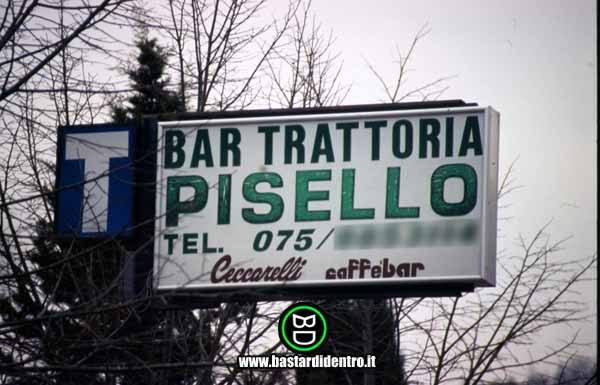 T
BAR TRATTORIA
PISELLO
TEL. 075/
Ceccarelli caffèbar
www.bastardidentro.it